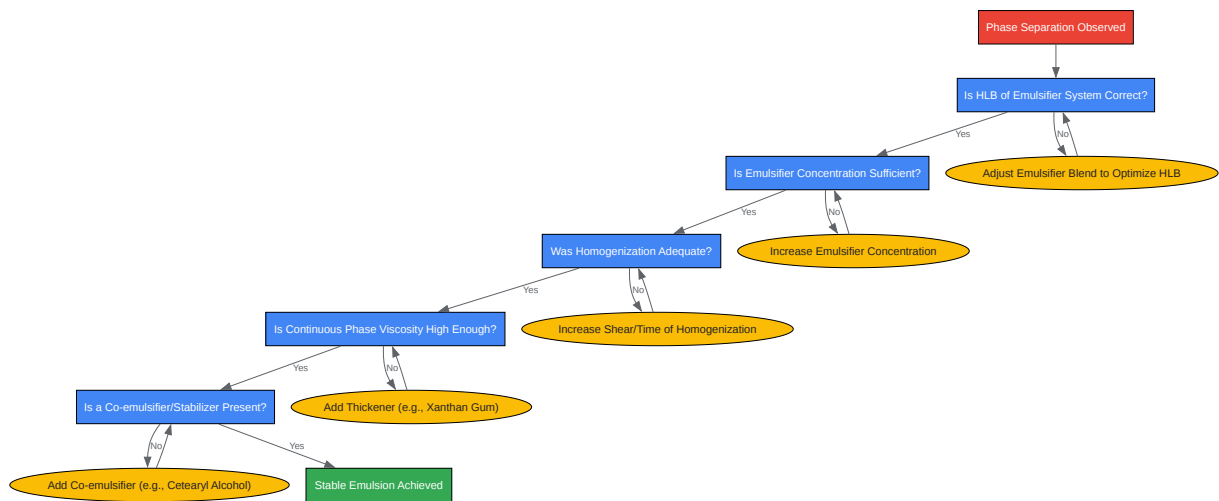 Phase Separation Observed
Is HLB of Emulsifier System Correct?
Yes
No
Is Emulsifier Concentration Sufficient?
Adjust Emulsifier Blend to Optimize HLB
Yes
No
Was Homogenization Adequate?
Increase Emulsifier Concentration
Yes
No
Is Continuous Phase Viscosity High Enough?
Increase Shear/Time of Homogenization
Yes
No
Is a Co-emulsifier/Stabilizer Present?
Add Thickener (e.g., Xanthan Gum)
No
Yes
Add Co-emulsifier (e.g., Cetearyl Alcohol)
Stable Emulsion Achieved